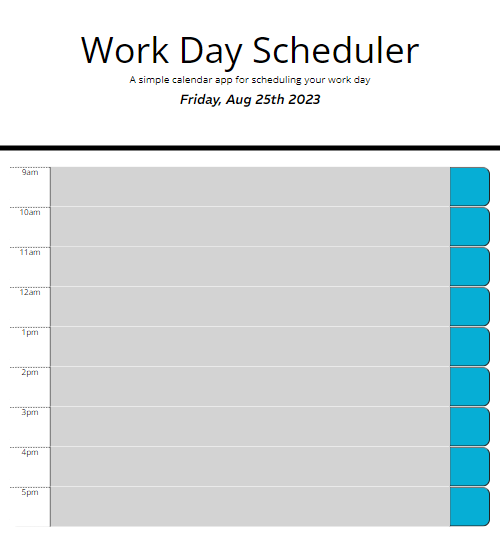 Work Day Scheduler
A simple calendar app for scheduling your work day
Friday, Aug 25th 2023
9am
10am
11am
12am
1pm
2pm
3pm
4pm
5pm